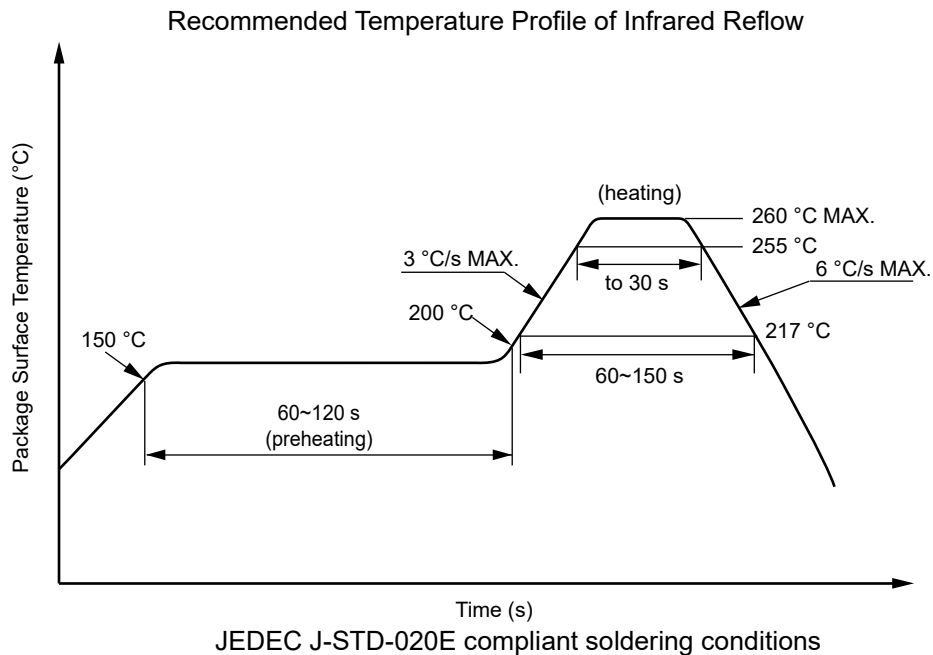 Recommended Temperature Profile of Infrared Reflow
Package Surface Temperature (°C)
(heating)
260 °C MAX.
255 °C
3 °C/s MAX.
to 30 s
6 °C/s MAX.
200 °C
150 °C
217 °C
60~150 s
60~120 s
(preheating)
Time (s)
JEDEC J-STD-020E compliant soldering conditions